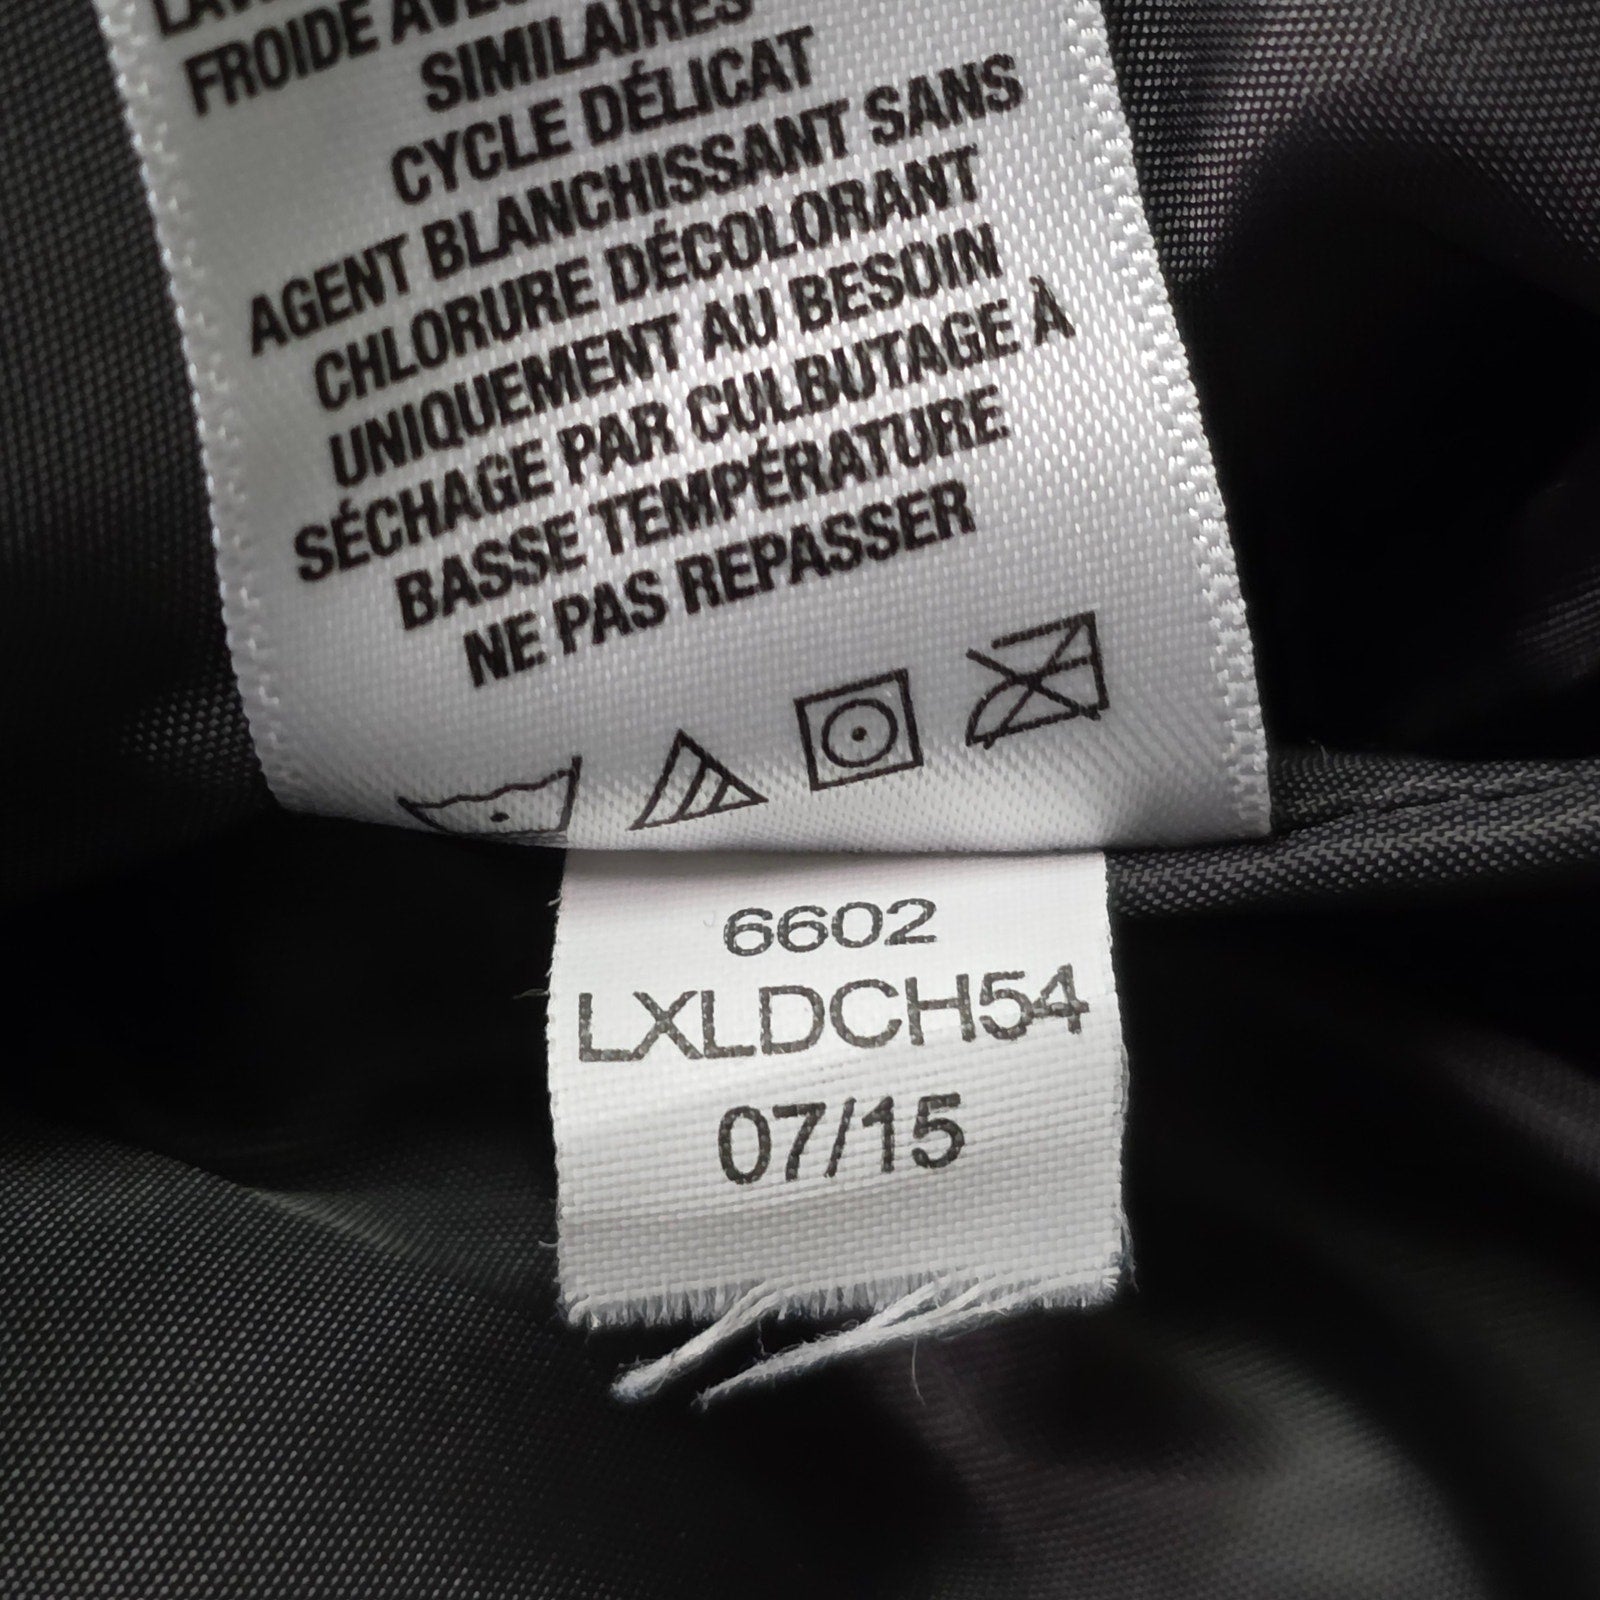 FROIDE AVEC
SIMILAIRES
CYCLE DÉLICAT
AGENT BLANCHISSANT SANS
CHLORURE DÉCOLORANT
UNIQUEMENT AU BESOIN
SÉCHAGE PAR CULBUTAGE À
BASSE TEMPÉRATURE
NE PAS REPASSER
6602
LXLDCH54
07/15